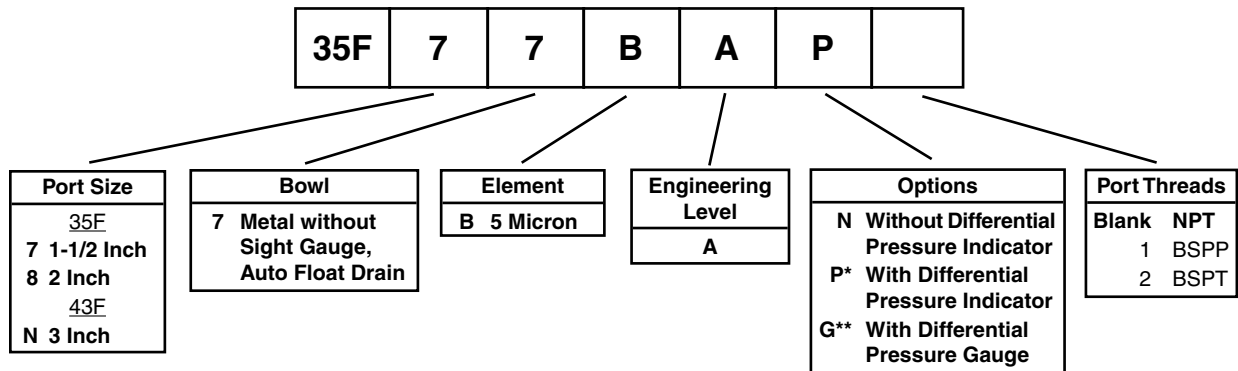 35F 7 7 B A P
Port Size
35F
7 1-1/2 Inch
8 2 Inch
43F
N 3 Inch
Bowl
7 Metal without
Sight Gauge,
Auto Float Drain
Element
B 5 Micron
Engineering
Level
A
Options
N Without Differential
Pressure Indicator
P* With Differential
Pressure Indicator
G** With Differential
Pressure Gauge
Port Threads
Blank NPT
1 BSPP
2 BSPT